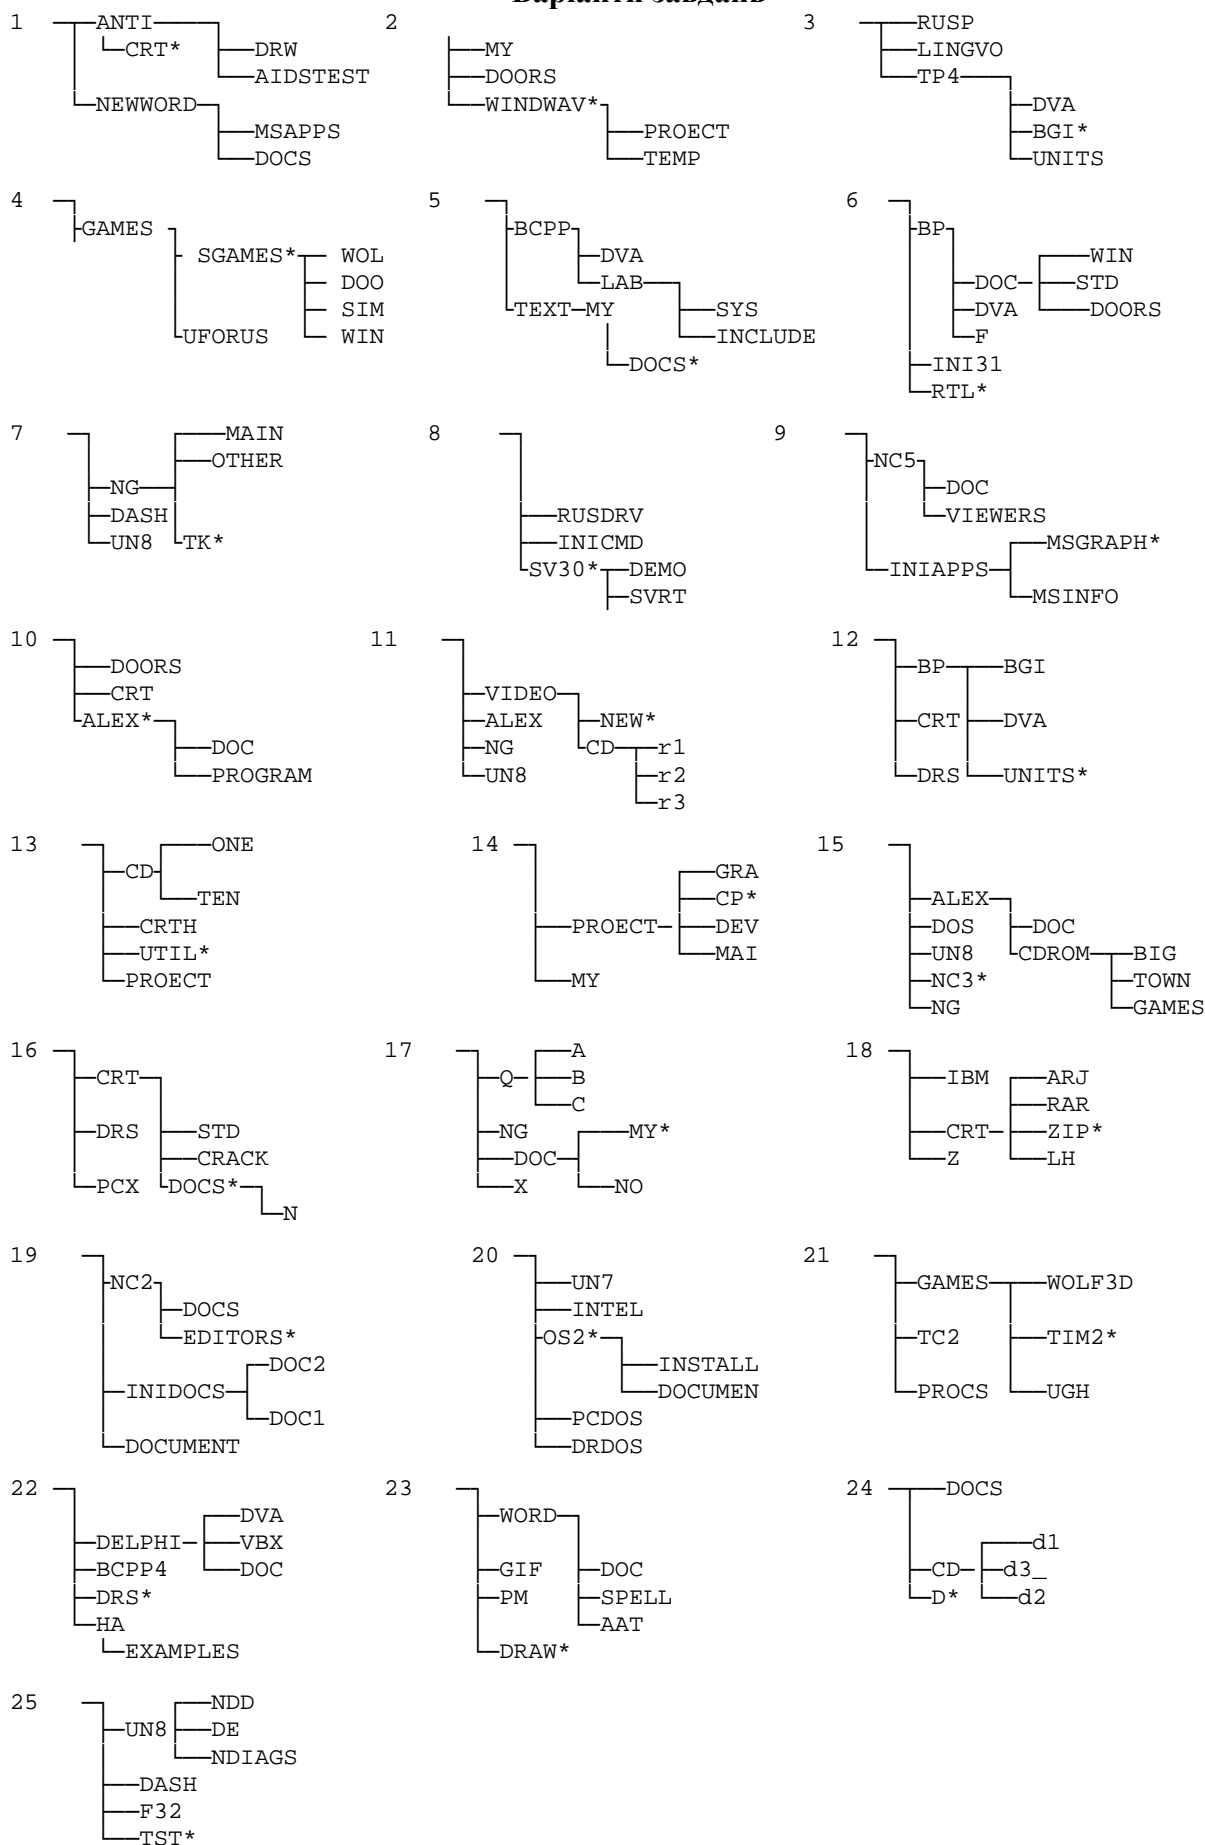 Варіанти завдань
1 ANTI 2 3 RUSP
CRT* DRW MY LINGVO
AIDSTEST DOORS TP4
NEWWORD WINDWAV* DVA
MSAPPS PROECT BGI*
DOCS TEMP UNITS
4 5 6
GAMES BCPP BP
SGAMES* WOL DVA WIN
DOO LAB DOC STD
SIM TEXT MY SYS DVA DOORS
UFORUS WIN INCLUDE F
DOCS* INI31
RTL*
7 MAIN 8 9
OTHER NC5
NG DOC
DASH RUSDRV VIEWERS
UN8 TK* INICMD MSGRAPH*
SV30* DEMO INIAPPS
SVRT MSINFO
10 11 12
DOORS BP BGI
CRT VIDEO
ALEX* ALEX NEW* CRT DVA
DOC NG CD r1
PROGRAM UN8 r2 DRS UNITS*
r3
13 ONE 14 15
CD GRA
TEN CP* ALEX
CRTH PROECT DEV DOS DOC
UTIL* MAI UN8 CDROM BIG
PROECT MY NC3* TOWN
NG GAMES
16 17 A 18
CRT Q B IBM ARJ
C RAR
DRS STD NG MY* CRT ZIP*
CRACK DOC Z LH
PCX DOCS* X NO
N
19 20 21
NC2 UN7 GAMES WOLF3D
DOCS INTEL
EDITORS* OS2* TC2 TIM2*
DOC2 INSTALL
INIDOCS DOCUMEN PROCS UGH
DOC1 PCDOS
DOCUMENT DRDOS
22 23 24 DOCS
DVA WORD
DELPHI VBX d1
BCPP4 DOC GIF DOC CD d3_
DRS* PM SPELL D* d2
HA AAT
EXAMPLES DRAW*
25 NDD
UN8 DE
NDIAGS
DASH
F32
TST*